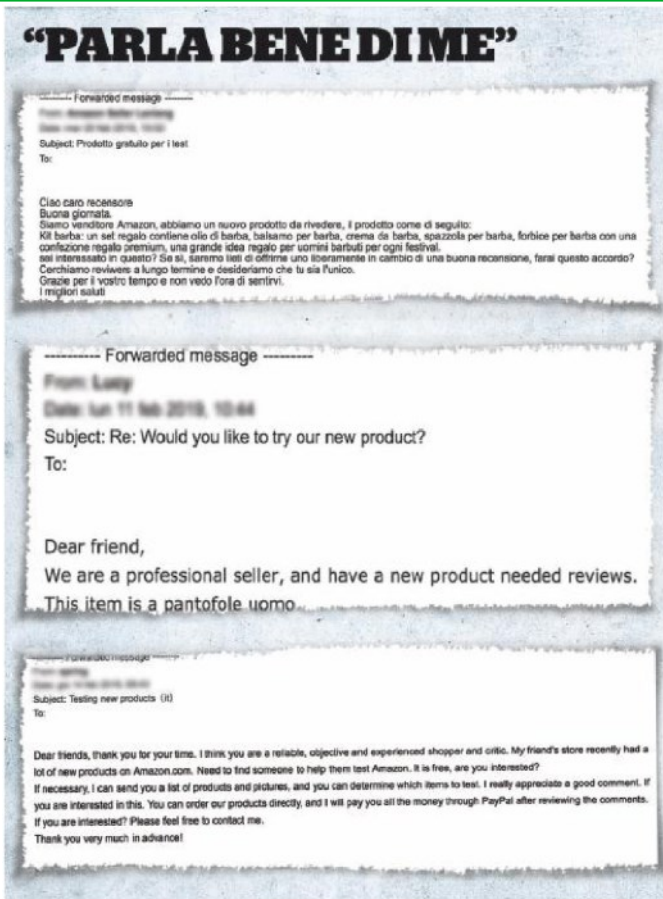 “PARLA BENE DI ME”
--------- Forwarded message ---------
Subject: Prodotto gratuito per i test
To:
Ciao caro recensore
Buona giornata.
Siamo venditore Amazon, abbiamo un nuovo prodotto da rivedere, il prodotto come di seguito:
Kit barba: un set regalo contiene olio di barba, balsamo per barba, crema da barba, spazzola per barba, forbice per barba con una
confezione regalo premium, una grande idea regalo per uomini barbuti per ogni festival.
sei interessato in questo? Se sì, saremo lieti di offrirne uno liberamente in cambio di una buona recensione, farai questo accordo?
Cerchiamo reviwers a lungo termine e desideriamo che tu sia l'unico.
Grazie per il vostro tempo e non vedo l'ora di sentirvi.
I migliori saluti
---------- Forwarded message ---------
From: Lucy
Date: lun 11 feb 2019, 10:44
Subject: Re: Would you like to try our new product?
To:
Dear friend,
We are a professional seller, and have a new product needed reviews.
This item is a pantofole uomo
Forwarded message
Subject: Testing new products (it)
To:
Dear friends, thank you for your time. I think you are a reliable, objective and experienced shopper and critic. My friend's store recently had a
lot of new products on Amazon.com. Need to find someone to help them test Amazon. It is free, are you interested?
If necessary, I can send you a list of products and pictures, and you can determine which items to test. I really appreciate a good comment. If
you are interested in this. You can order our products directly, and I will pay you all the money through PayPal after reviewing the comments.
If you are interested? Please feel free to contact me.
Thank you very much in advance!